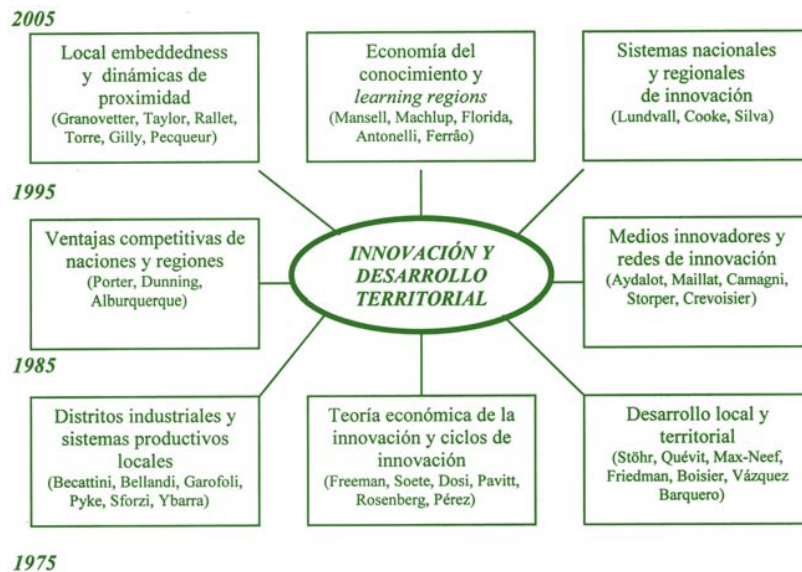 2005
Local embeddedness
y dinámicas de
proximidad
(Granovetter, Taylor, Rallet,
Torre, Gilly, Pecqueur)
Economía del
conocimiento y
learning regions
(Mansell, Machlup, Florida,
Antonelli, Ferrâo)
Sistemas nacionales
y regionales
de innovación
(Lundvall, Cooke, Silva)
1995
Ventajas competitivas de
naciones y regiones
(Porter, Dunning,
Alburquerque)
INNOVACIÓN Y
DESARROLLO
TERRITORIAL
Medios innovadores y
redes de innovación
(Aydalot, Maillat, Camagni,
Storper, Crevoisier)
1985
Distritos industriales y
sistemas productivos
locales
(Becattini, Bellandi, Garofoli,
Pyke, Sforzi, Ybarra)
Teoría económica de la
innovación y ciclos de
innovación
(Freeman, Soete, Dosi, Pavitt,
Rosenberg, Pérez)
Desarrollo local y
territorial
(Stöhr, Quévit, Max-Neef,
Friedman, Boisier, Vázquez
Barquero)
1975